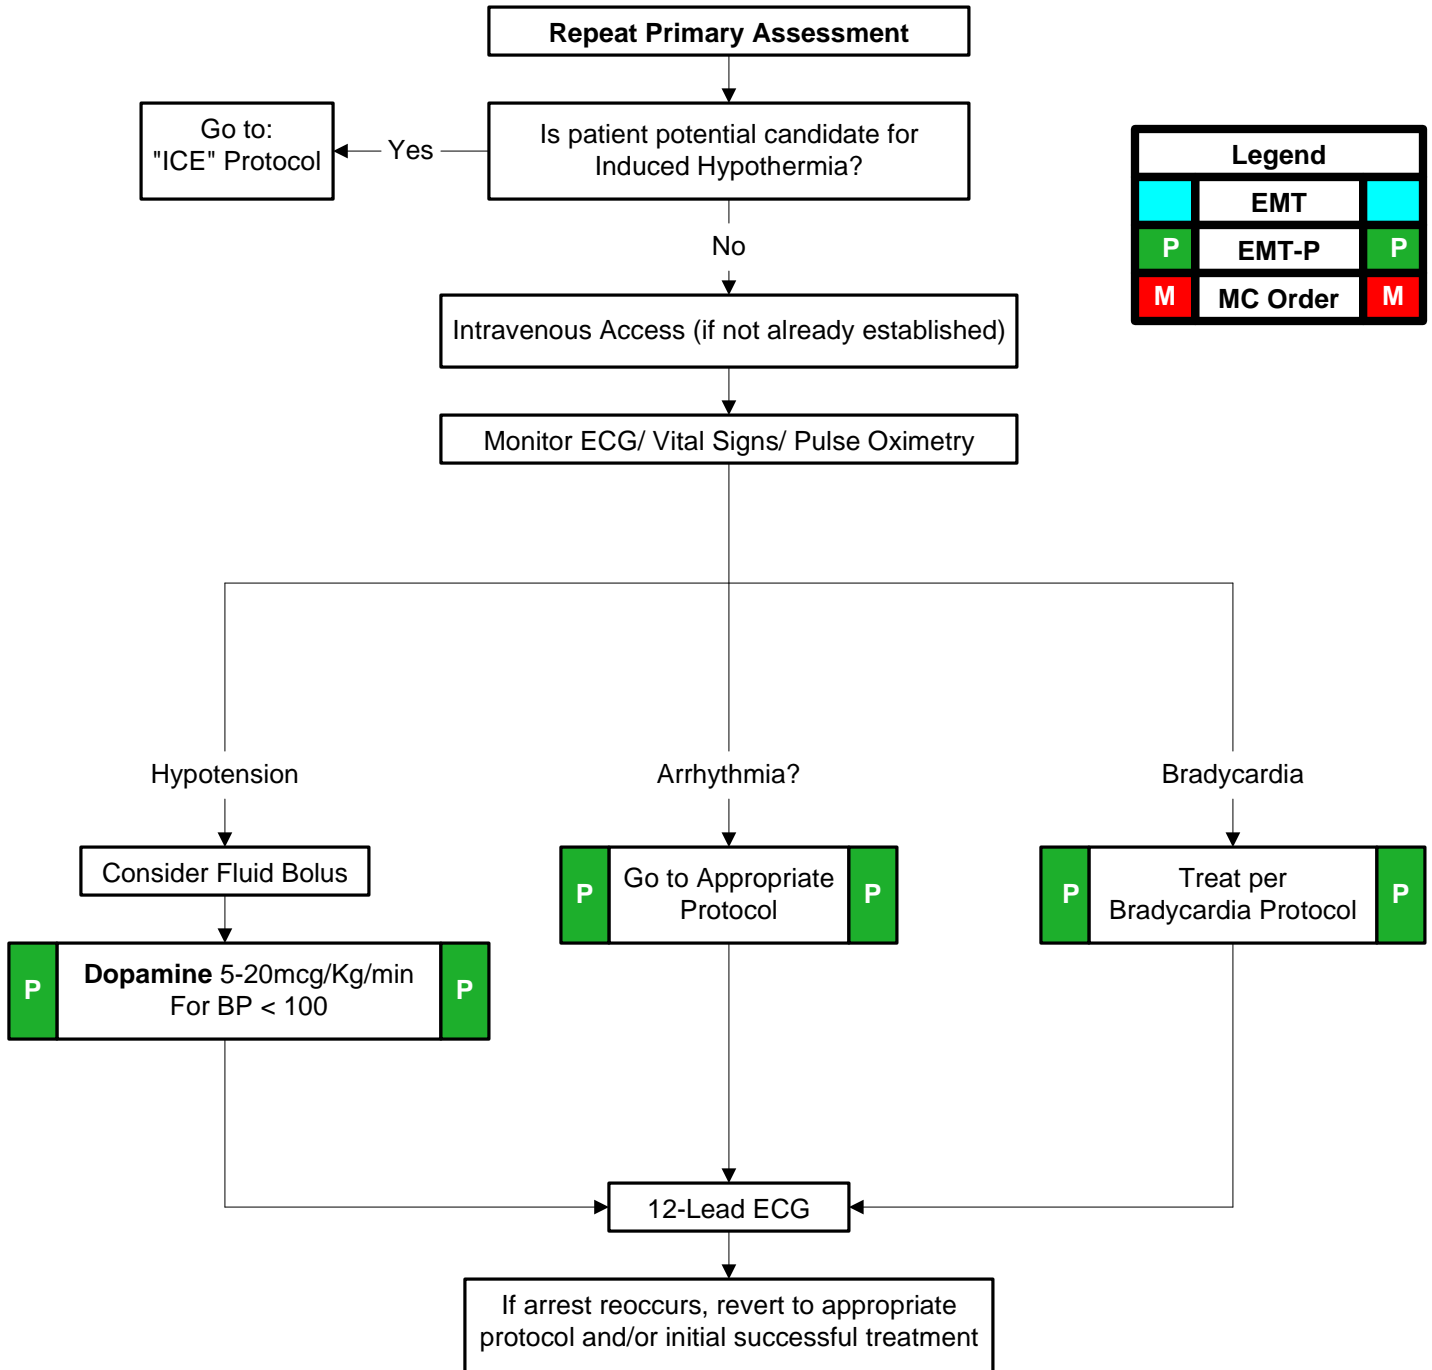 Repeat Primary Assessment
Go to:
"ICE" Protocol
Yes
Is patient potential candidate for
Induced Hypothermia?
Legend
EMT
P EMT-P P
M MC Order M
No
Intravenous Access (if not already established)
Monitor ECG/ Vital Signs/ Pulse Oximetry
Hypotension
Arrhythmia?
Bradycardia
Consider Fluid Bolus
P Go to Appropriate P
Protocol
P Treat per P
Bradycardia Protocol
P Dopamine 5-20mcg/Kg/min P
For BP < 100
12-Lead ECG
If arrest reoccurs, revert to appropriate
protocol and/or initial successful treatment